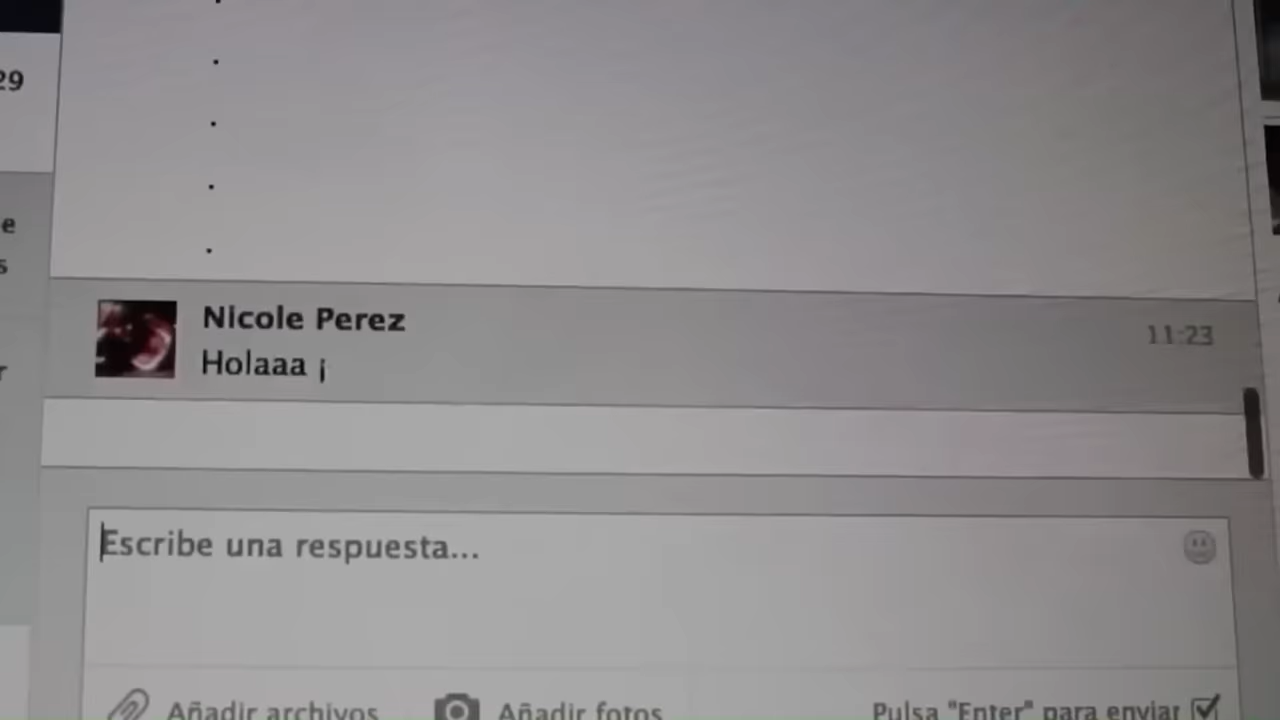 29
e
s
r
.
.
.
.
.
Nicole Perez
11:23
Holaaa ¡
Escribe una respuesta...
Añadir archivos
Añadir fotos
Pulsa "Enter" para enviar